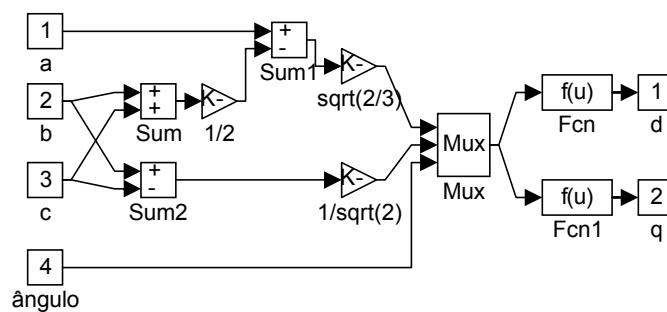 1
a
+
-
Sum1
K-
sqrt(2/3)
2
b
+
+
Sum
K-
1/2
3
c
+
-
Sum2
K-
1/sqrt(2)
4
ângulo
Mux
Mux
f(u)
Fcn
1
d
f(u)
Fcn1
2
q